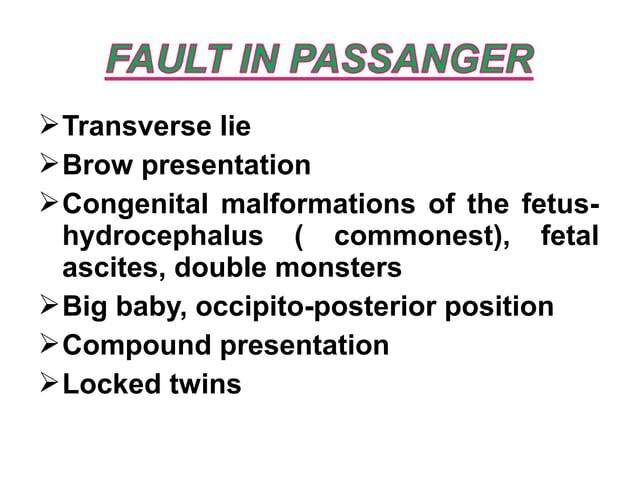 FAULT IN PASSANGER
➢Transverse lie
➢Brow presentation
➢Congenital malformations of the fetus-
hydrocephalus ( commonest), fetal
ascites, double monsters
➢Big baby, occipito-posterior position
➢Compound presentation
➢Locked twins